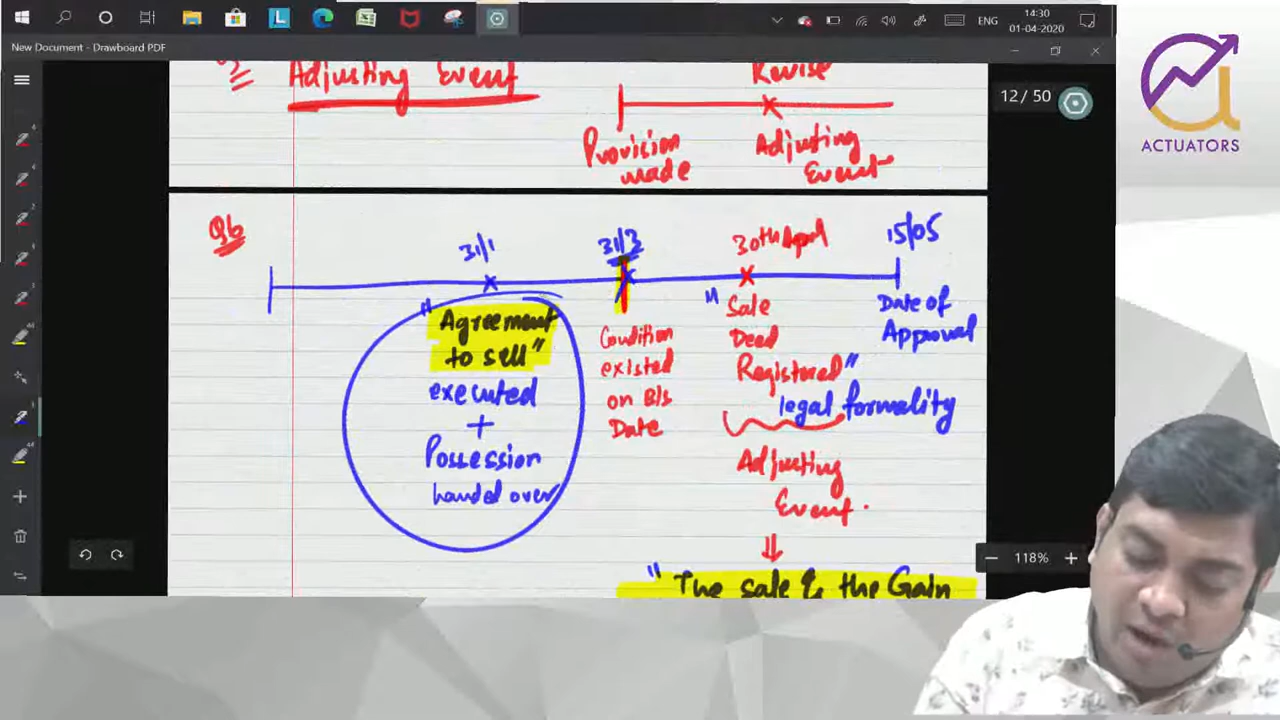 14:30
ENG
01-04-2020
New Document - Drawboard PDF
12 / 50
ACTUATORS
Adjusting Event
Revise
Provision made
Adjusting Event
Q6
31/1
31/3
30th April
15/05
"Agreement
to sell"
executed
+
Possession
handed over
Condition
existed
on B/s
Date
"Sale
Deed
Registered"
legal formality
Adjusting
Event.
Date of
Approval
118%
"The sale & the Gain